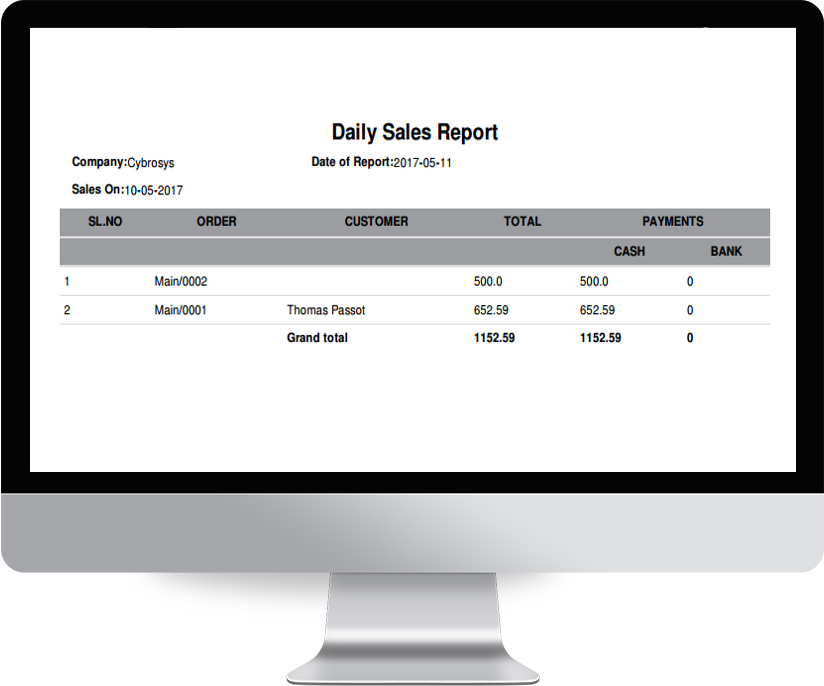 Daily Sales Report
Company:Cybrosys Date of Report:2017-05-11
Sales On:10-05-2017
SL.NO ORDER CUSTOMER TOTAL PAYMENTS
CASH BANK
1 Main/0002 500.0 500.0 0
2 Main/0001 Thomas Passot 652.59 652.59 0
Grand total 1152.59 1152.59 0